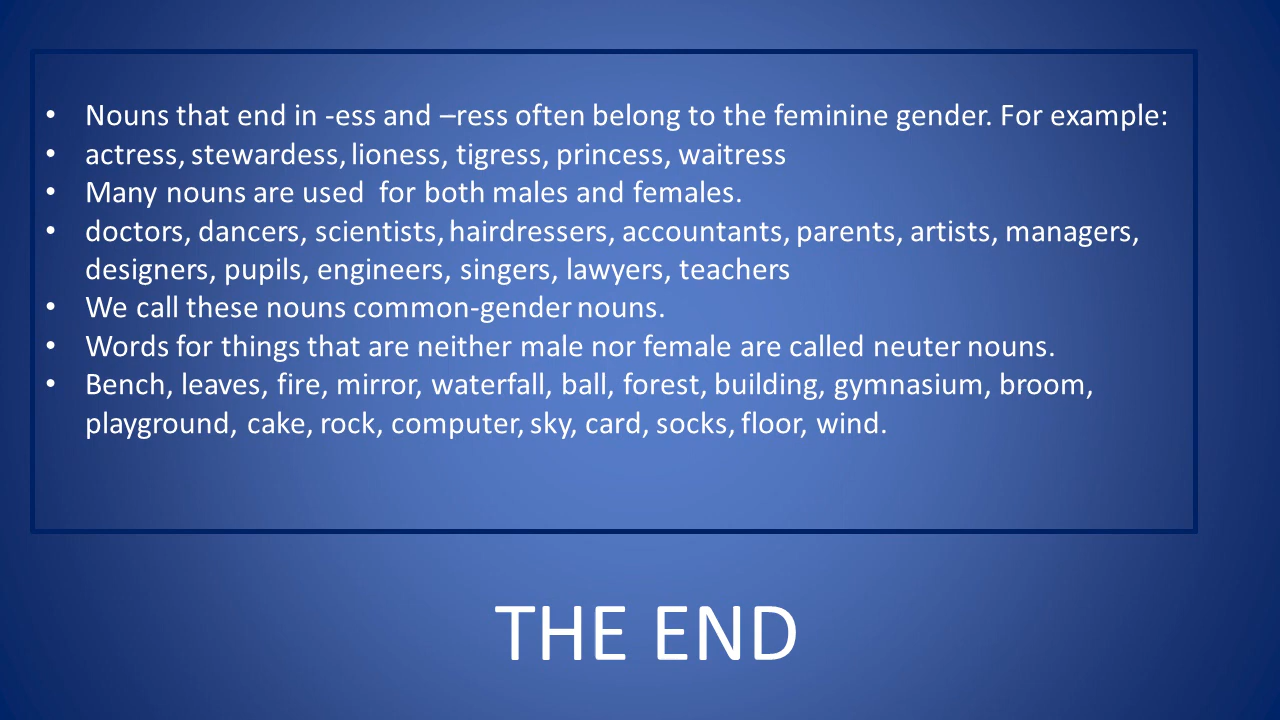 • Nouns that end in -ess and –ress often belong to the feminine gender. For example:
• actress, stewardess, lioness, tigress, princess, waitress
• Many nouns are used  for both males and females.
• doctors, dancers, scientists, hairdressers, accountants, parents, artists, managers,
designers, pupils, engineers, singers, lawyers, teachers
• We call these nouns common-gender nouns.
• Words for things that are neither male nor female are called neuter nouns.
• Bench, leaves, fire, mirror, waterfall, ball, forest, building, gymnasium, broom,
playground, cake, rock, computer, sky, card, socks, floor, wind.
THE END